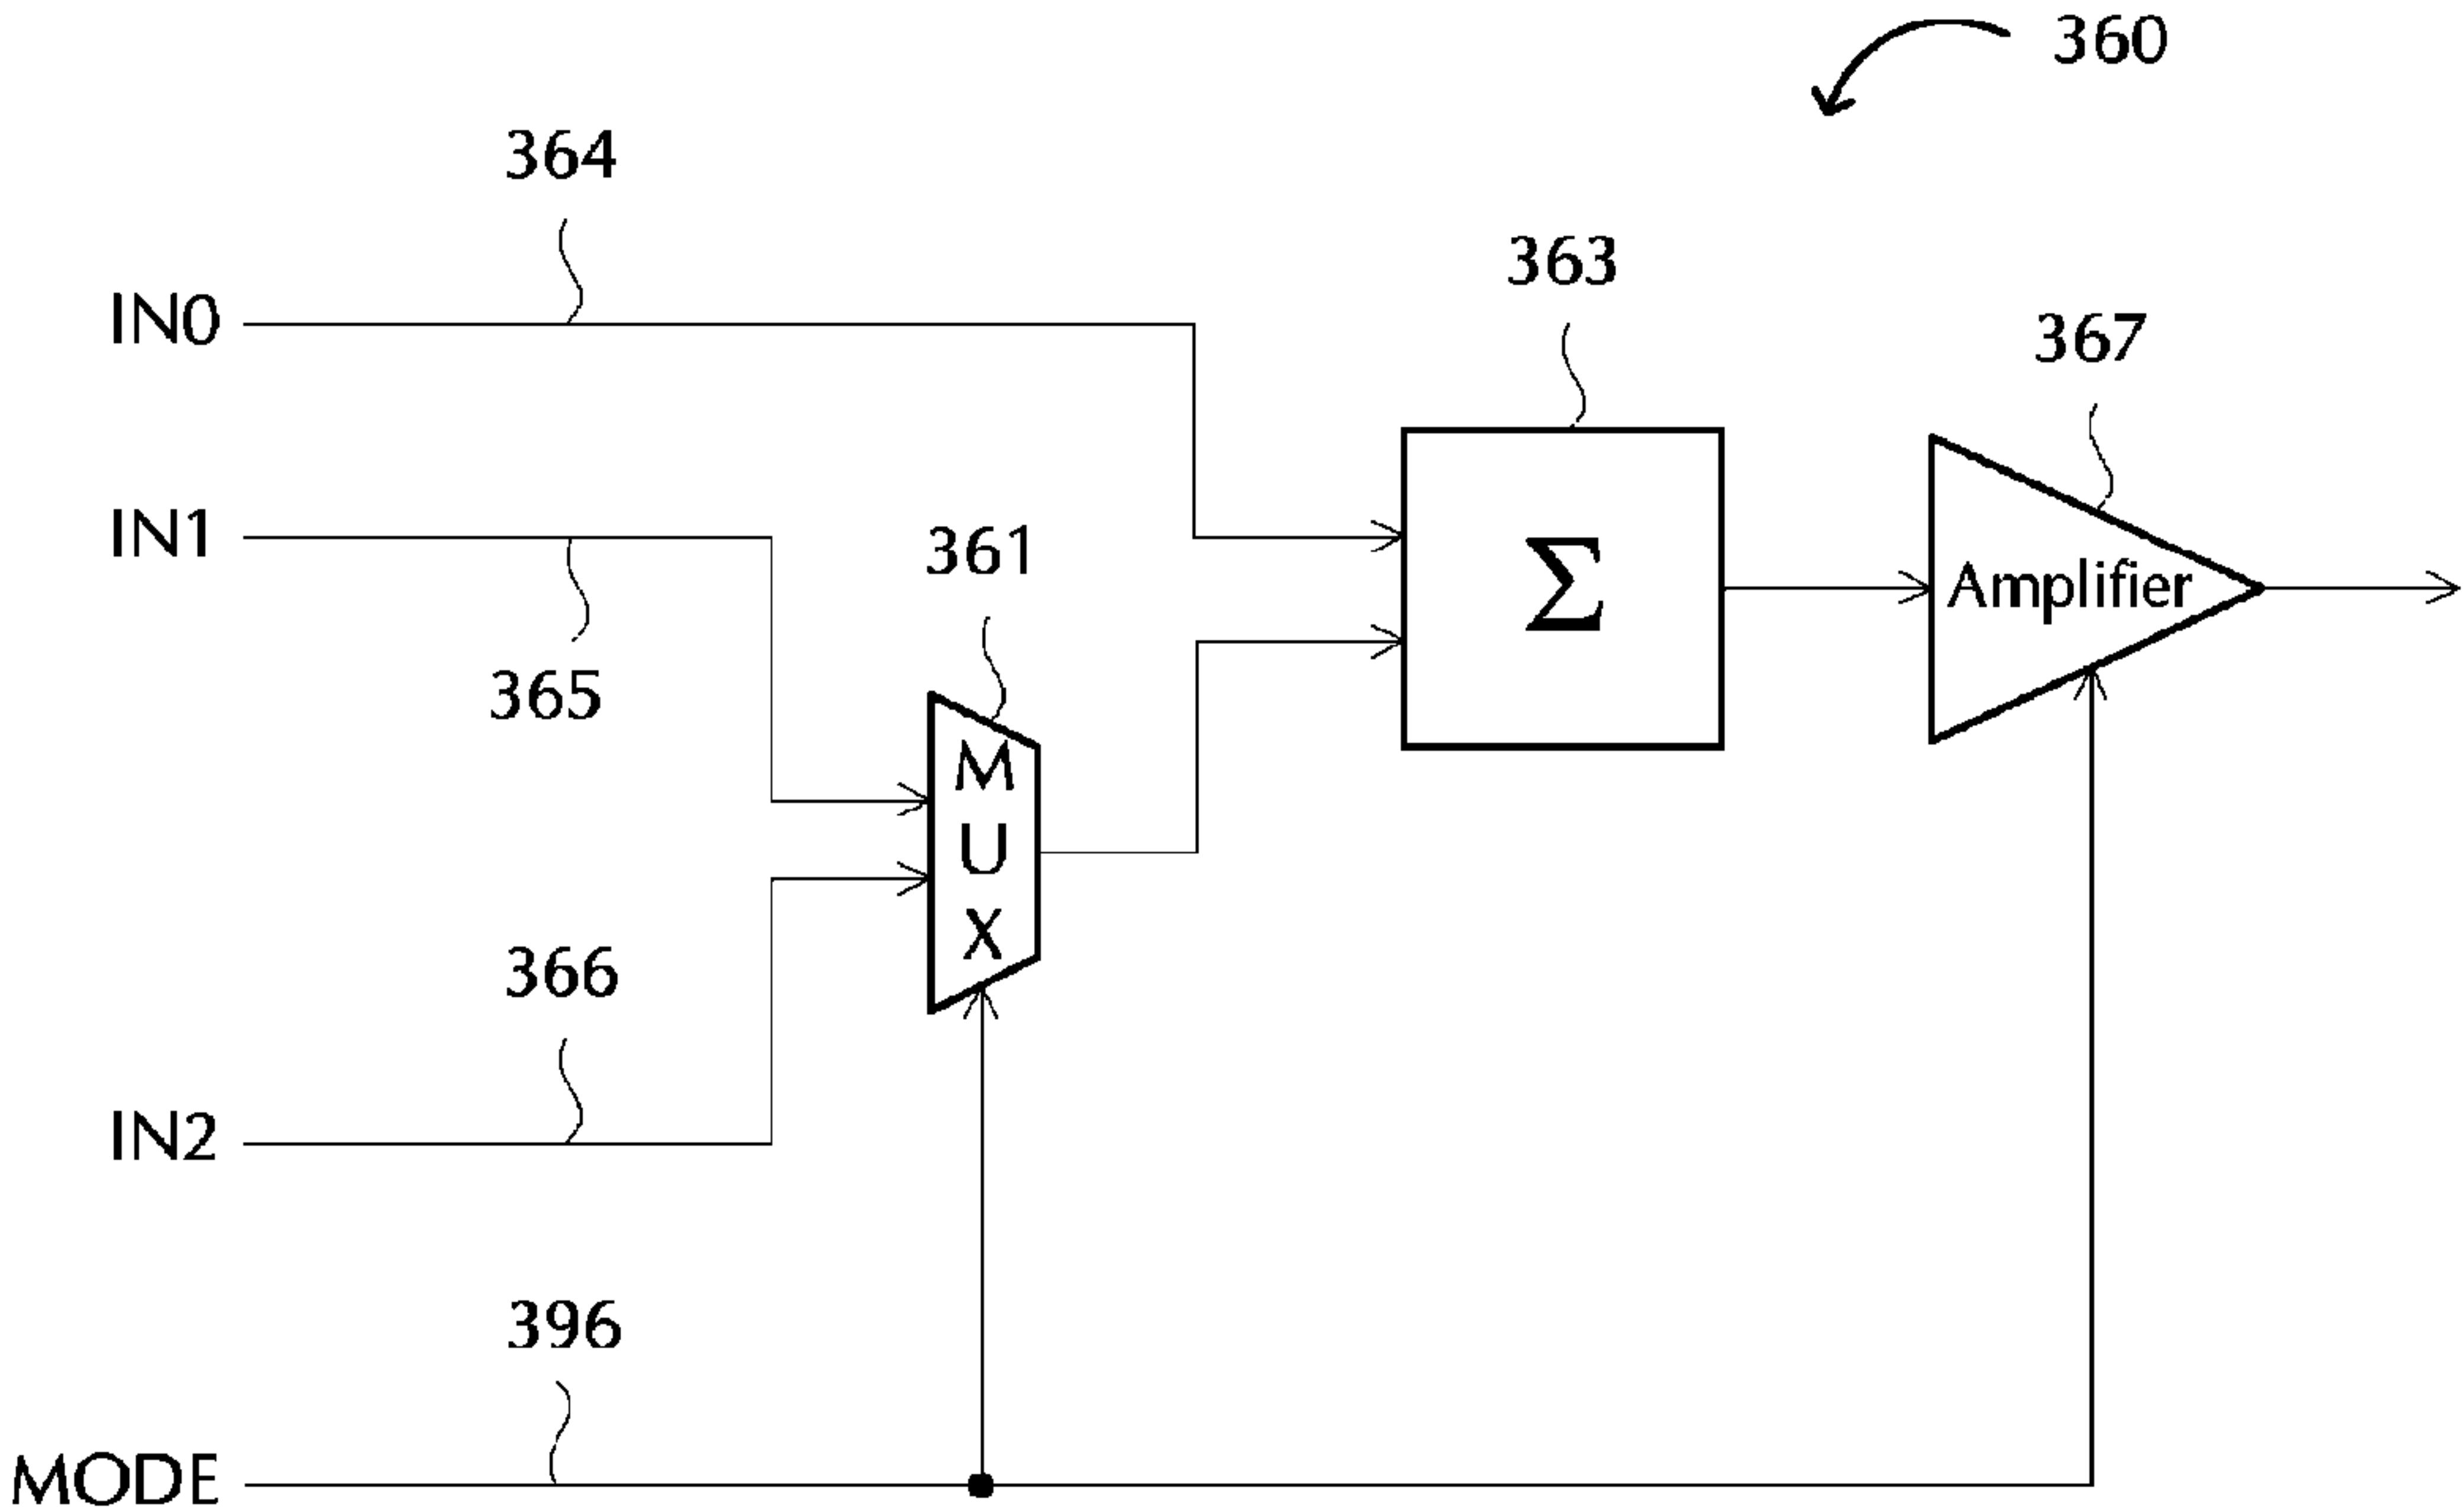 360
364
363
IN0
367
IN1
361
Σ
Amplifier
365
M
U
X
366
IN2
396
MODE